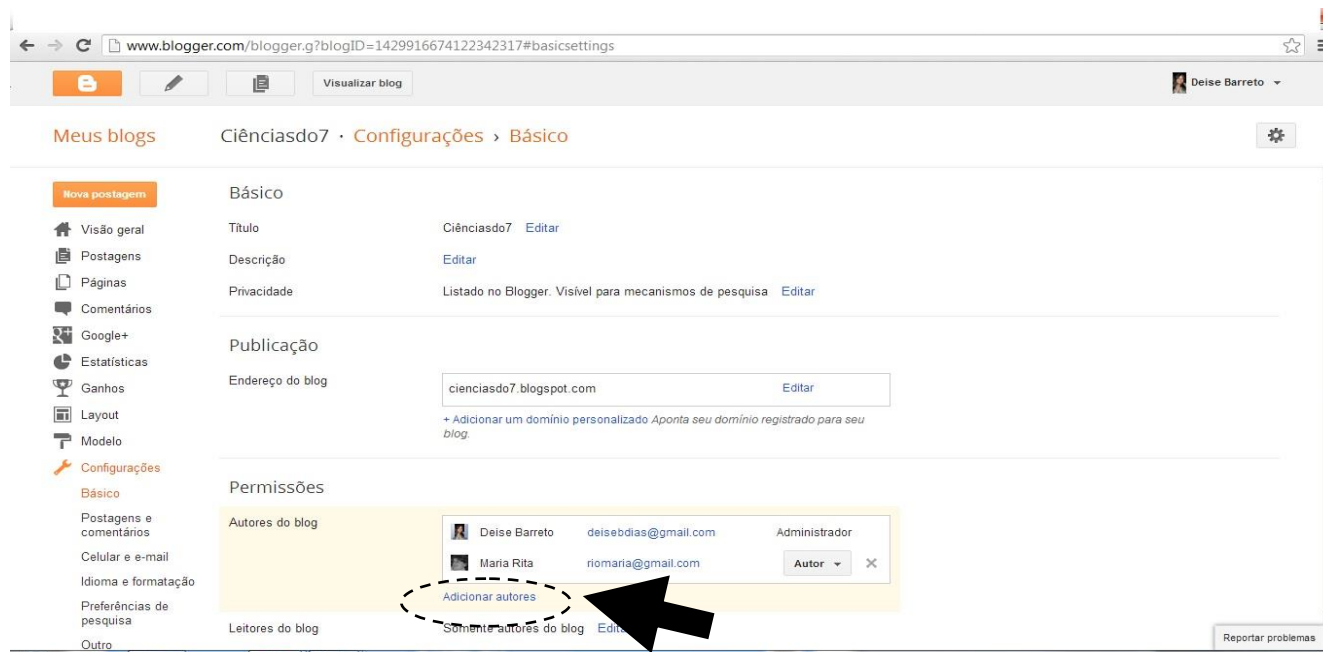 www.blogger.com/blogger.g?blogID=1429916674122342317#basicsettings
Visualizar blog
Deise Barreto
Meus blogs
Ciênciasdo7 · Configurações › Básico
Nova postagem
Visão geral
Postagens
Páginas
Comentários
Google+
Estatísticas
Ganhos
Layout
Modelo
Configurações
Básico
Postagens e
comentários
Celular e e-mail
Idioma e formatação
Preferências de
pesquisa
Outro
Básico
Título Ciênciasdo7 Editar
Descrição Editar
Privacidade Listado no Blogger. Visível para mecanismos de pesquisa Editar
Publicação
Endereço do blog cienciasdo7.blogspot.com Editar
+ Adicionar um domínio personalizado Aponta seu domínio registrado para seu
blog.
Permissões
Autores do blog
Deise Barreto deisebdias@gmail.com Administrador
Maria Rita riomaria@gmail.com Autor
Adicionar autores
Leitores do blog Somente autores do blog
Reportar problemas